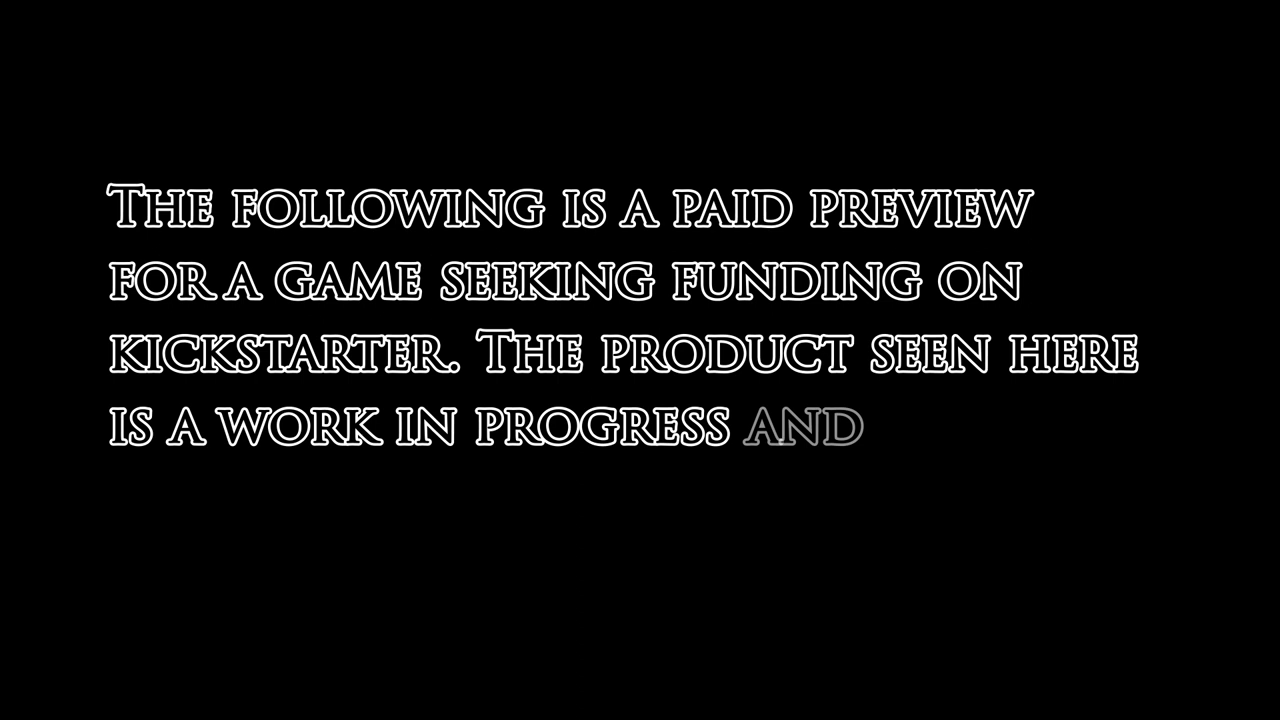 The following is a paid preview
for a game seeking funding on
kickstarter. The product seen here
is a work in progress and